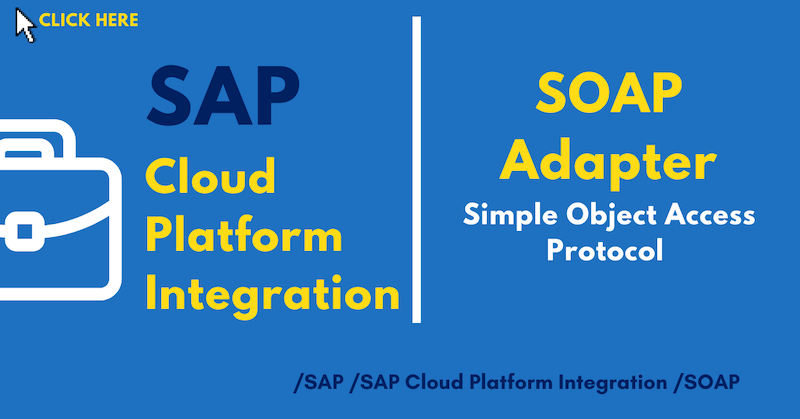 CLICK HERE
SAP
Cloud
Platform
Integration
SOAP
Adapter
Simple Object Access
Protocol
/SAP /SAP Cloud Platform Integration /SOAP